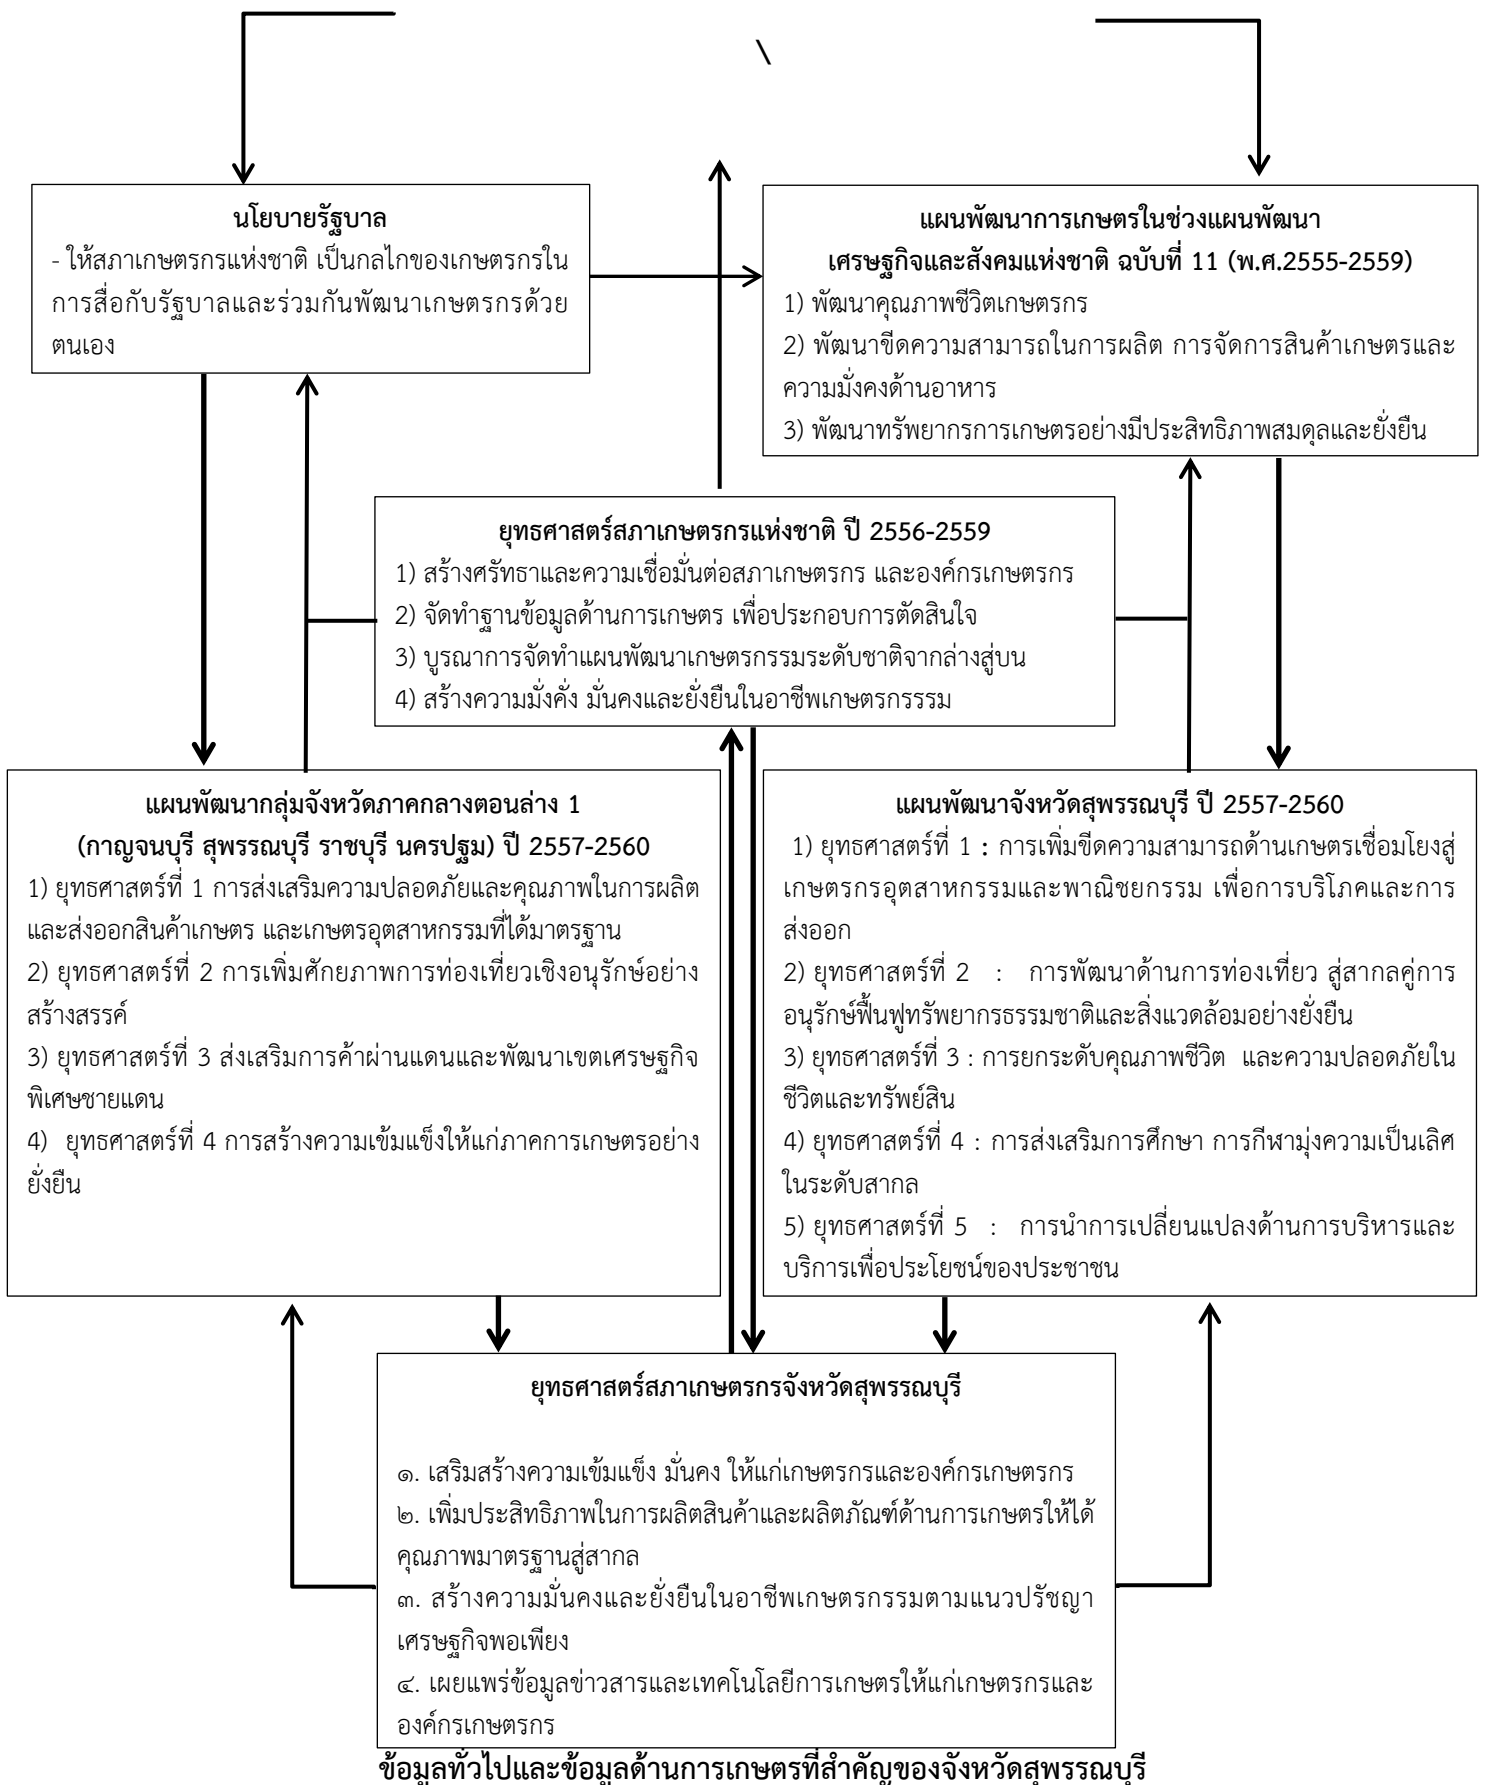 \
นโยบายรัฐบาล
- ให้สภาเกษตรกรแห่งชาติ เป็นกลไกของเกษตรกรใน
การสื่อกับรัฐบาลและร่วมกันพัฒนาเกษตรกรด้วย
ตนเอง
แผนพัฒนาการเกษตรในช่วงแผนพัฒนา
เศรษฐกิจและสังคมแห่งชาติ ฉบับที่ 11 (พ.ศ.2555-2559)
1) พัฒนาคุณภาพชีวิตเกษตรกร
2) พัฒนาขีดความสามารถในการผลิต การจัดการสินค้าเกษตรและ
ความมั่งคงด้านอาหาร
3) พัฒนาทรัพยากรการเกษตรอย่างมีประสิทธิภาพสมดุลและยั่งยืน
ยุทธศาสตร์สภาเกษตรกรแห่งชาติ ปี 2556-2559
1) สร้างศรัทธาและความเชื่อมั่นต่อสภาเกษตรกร และองค์กรเกษตรกร
2) จัดทำฐานข้อมูลด้านการเกษตร เพื่อประกอบการตัดสินใจ
3) บูรณาการจัดทำแผนพัฒนาเกษตรกรรมระดับชาติจากล่างสู่บน
4) สร้างความมั่งคั่ง มั่นคงและยั่งยืนในอาชีพเกษตรกรรรม
แผนพัฒนากลุ่มจังหวัดภาคกลางตอนล่าง 1
(กาญจนบุรี สุพรรณบุรี ราชบุรี นครปฐม) ปี 2557-2560
1) ยุทธศาสตร์ที่ 1 การส่งเสริมความปลอดภัยและคุณภาพในการผลิต
และส่งออกสินค้าเกษตร และเกษตรอุตสาหกรรมที่ได้มาตรฐาน
2) ยุทธศาสตร์ที่ 2 การเพิ่มศักยภาพการท่องเที่ยวเชิงอนุรักษ์อย่าง
สร้างสรรค์
3) ยุทธศาสตร์ที่ 3 ส่งเสริมการค้าผ่านแดนและพัฒนาเขตเศรษฐกิจ
พิเศษชายแดน
4) ยุทธศาสตร์ที่ 4 การสร้างความเข้มแข็งให้แก่ภาคการเกษตรอย่าง
ยั่งยืน
แผนพัฒนาจังหวัดสุพรรณบุรี ปี 2557-2560
1) ยุทธศาสตร์ที่ 1 : การเพิ่มขีดความสามารถด้านเกษตรเชื่อมโยงสู่
เกษตรกรอุตสาหกรรมและพาณิชยกรรม เพื่อการบริโภคและการ
ส่งออก
2) ยุทธศาสตร์ที่ 2 : การพัฒนาด้านการท่องเที่ยว สู่สากลคู่การ
อนุรักษ์ฟื้นฟูทรัพยากรธรรมชาติและสิ่งแวดล้อมอย่างยั่งยืน
3) ยุทธศาสตร์ที่ 3 : การยกระดับคุณภาพชีวิต และความปลอดภัยใน
ชีวิตและทรัพย์สิน
4) ยุทธศาสตร์ที่ 4 : การส่งเสริมการศึกษา การกีฬามุ่งความเป็นเลิศ
ในระดับสากล
5) ยุทธศาสตร์ที่ 5 : การนำการเปลี่ยนแปลงด้านการบริหารและ
บริการเพื่อประโยชน์ของประชาชน
ยุทธศาสตร์สภาเกษตรกรจังหวัดสุพรรณบุรี
๑. เสริมสร้างความเข้มแข็ง มั่นคง ให้แก่เกษตรกรและองค์กรเกษตรกร
๒. เพิ่มประสิทธิภาพในการผลิตสินค้าและผลิตภัณฑ์ด้านการเกษตรให้ได้
คุณภาพมาตรฐานสู่สากล
๓. สร้างความมั่นคงและยั่งยืนในอาชีพเกษตรกรรมตามแนวปรัชญา
เศรษฐกิจพอเพียง
๔. เผยแพร่ข้อมูลข่าวสารและเทคโนโลยีการเกษตรให้แก่เกษตรกรและ
องค์กรเกษตรกร
ข้อมูลทั่วไปและข้อมูลด้านการเกษตรที่สำคัญของจังหวัดสุพรรณบุรี